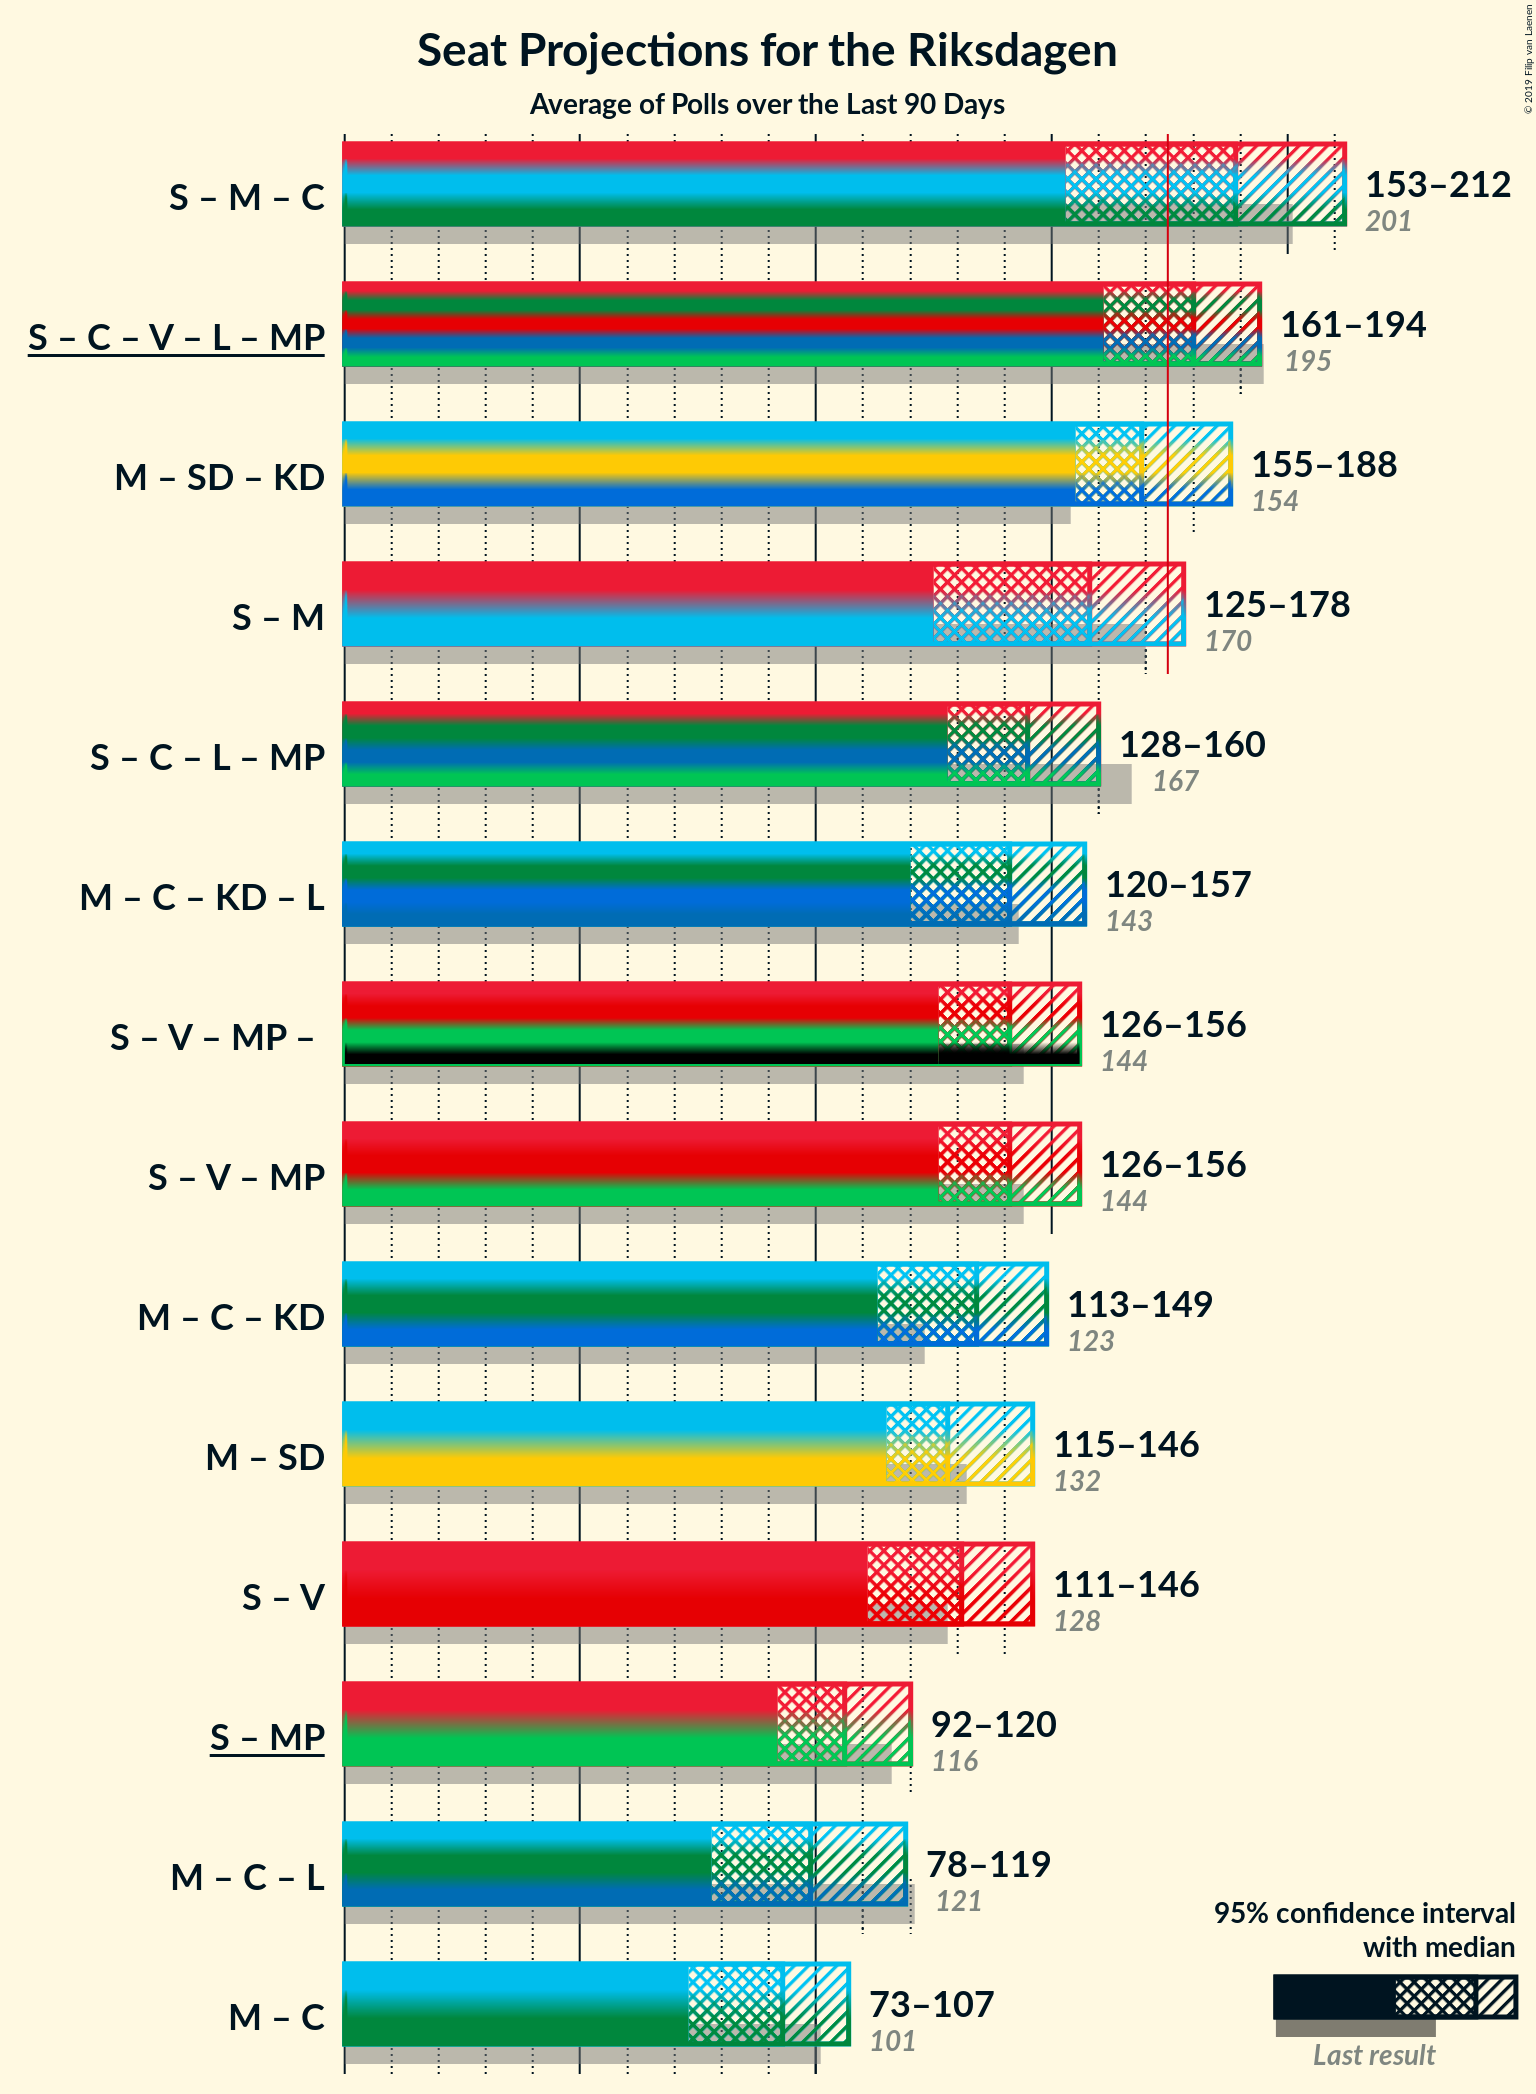 Seat Projections for the Riksdagen
Average of Polls over the Last 90 Days
© 2019 Filip van Laenen
S – M – C
153–212
201
S – C – V – L – MP
161–194
195
M – SD – KD
155–188
154
S – M
125–178
170
S – C – L – MP
128–160
167
M – C – KD – L
120–157
143
S – V – MP –
126–156
144
S – V – MP
126–156
144
M – C – KD
113–149
123
M – SD
115–146
132
S – V
111–146
128
S – MP
92–120
116
M – C – L
78–119
121
M – C
73–107
101
95% confidence interval
with median
Last result